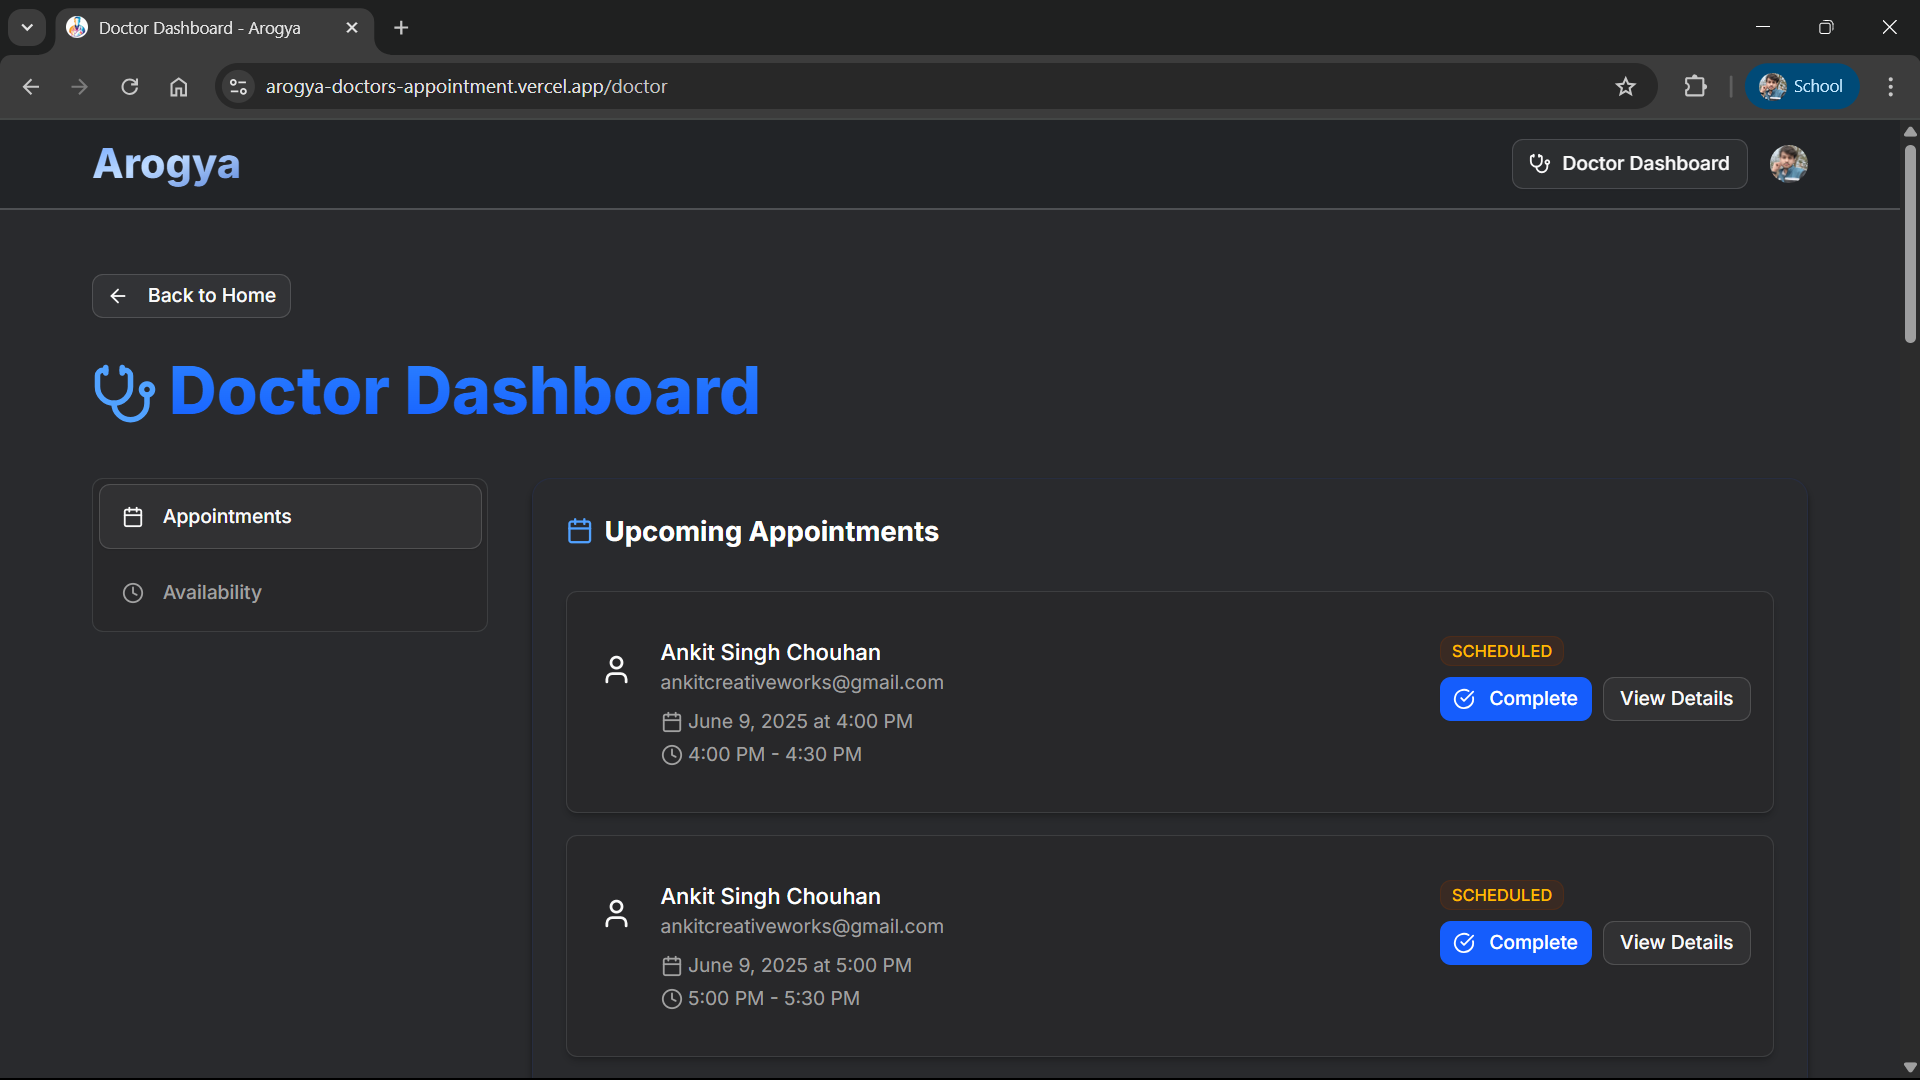 Doctor Dashboard - Arogya
arogya-doctors-appointment.vercel.app/doctor
School
Arogya
Doctor Dashboard
Back to Home
Doctor Dashboard
Appointments
Availability
Upcoming Appointments
Ankit Singh Chouhan
ankitcreativeworks@gmail.com
June 9, 2025 at 4:00 PM
4:00 PM - 4:30 PM
SCHEDULED
Complete
View Details
Ankit Singh Chouhan
ankitcreativeworks@gmail.com
June 9, 2025 at 5:00 PM
5:00 PM - 5:30 PM
SCHEDULED
Complete
View Details